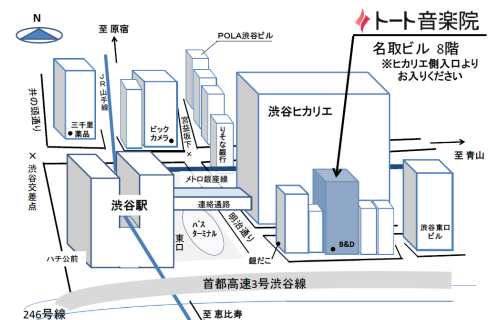 N
至 原宿
POLA渋谷ビル
トート音楽院
名取ビル 8階
※ヒカリエ側入口より
お入りください
井の頭通り
JR山手線
三千里
薬品
ビック
カメラ
宮益坂下
りそな銀行
渋谷ヒカリエ
至 青山
×
渋谷交差点
×
メトロ銀座線
渋谷駅
連絡通路
バス
ターミナル
明治通り
東口
銀だこ
B&D
渋谷東口
ビル
ハチ公前
首都高速3号渋谷線
246号線
至 恵比寿